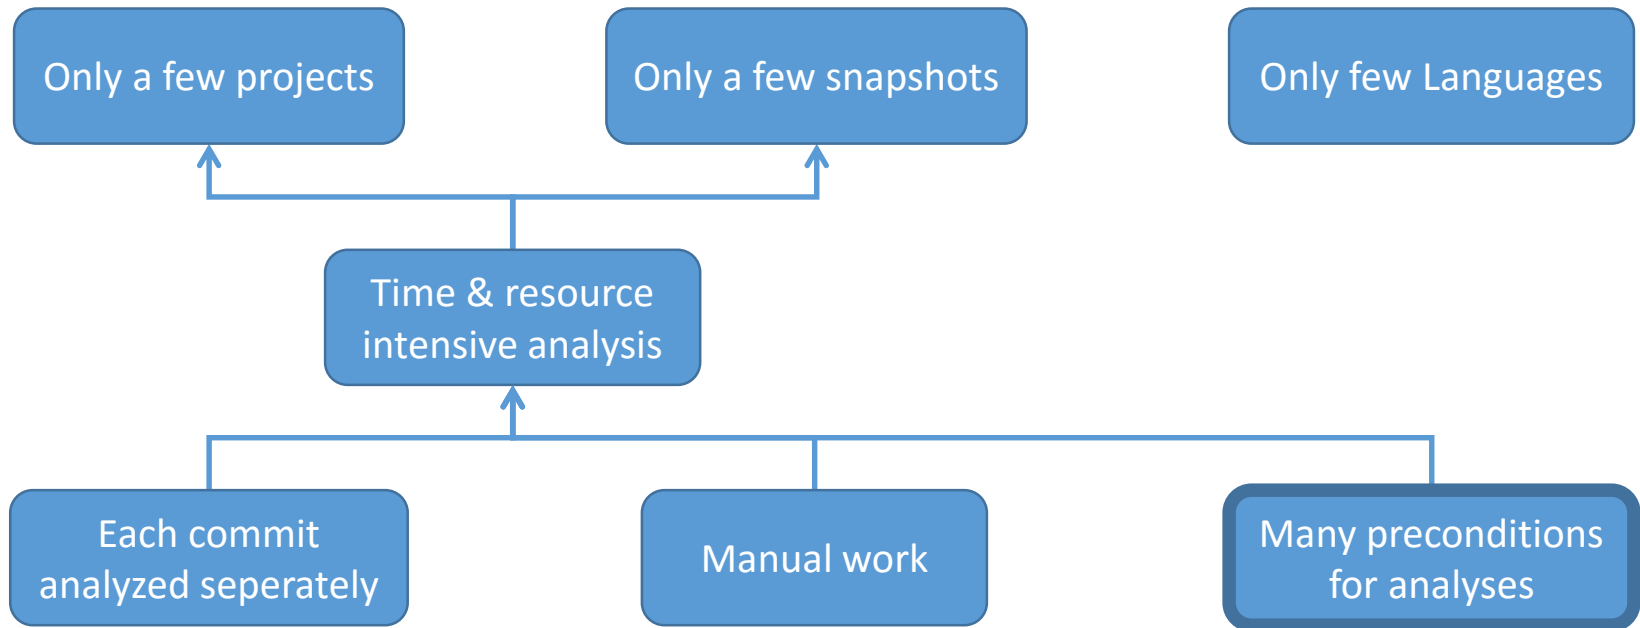 Only a few projects
Only a few snapshots
Only few Languages
Time & resource
intensive analysis
Each commit
analyzed seperately
Manual work
Many preconditions
for analyses